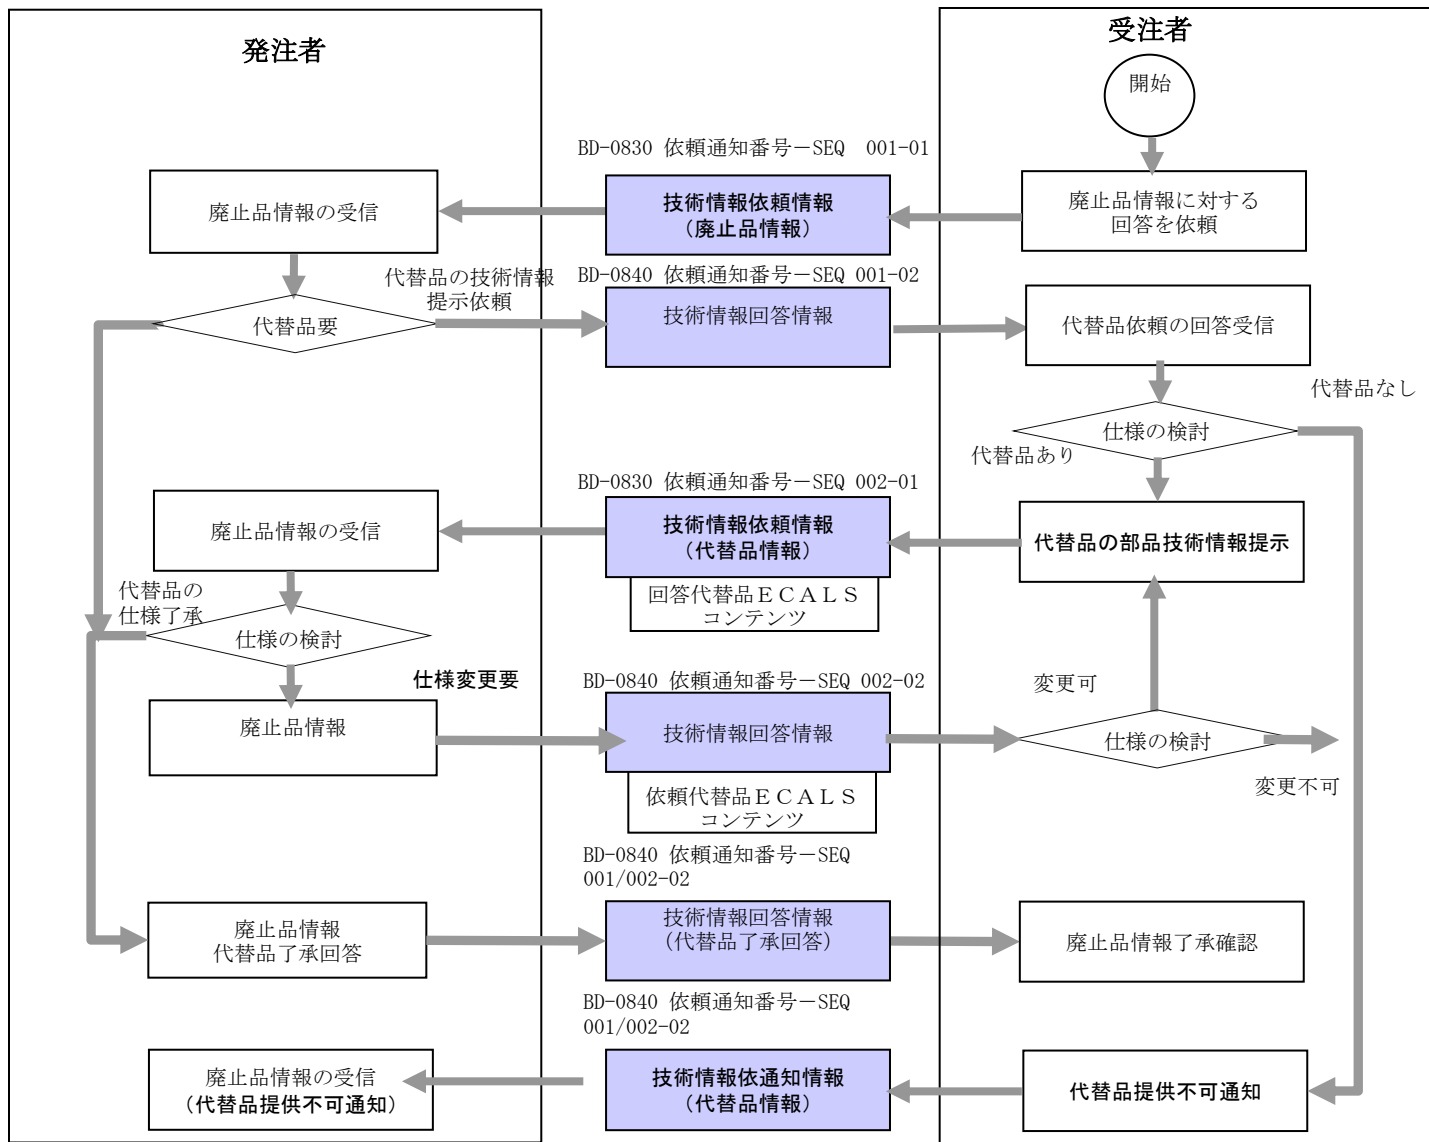 発注者
受注者
開始
BD-0830 依頼通知番号－SEQ　001-01
廃止品情報の受信
技術情報依頼情報
（廃止品情報）
廃止品情報に対する
回答を依頼
代替品の技術情報
提示依頼
BD-0840 依頼通知番号－SEQ 001-02
代替品要
技術情報回答情報
代替品依頼の回答受信
代替品なし
仕様の検討
代替品あり
BD-0830 依頼通知番号－SEQ 002-01
廃止品情報の受信
技術情報依頼情報
（代替品情報）
代替品の部品技術情報提示
回答代替品ＥＣＡＬＳ
コンテンツ
代替品の
仕様了承
仕様の検討
仕様変更要
BD-0840 依頼通知番号－SEQ 002-02
変更可
廃止品情報
技術情報回答情報
仕様の検討
変更不可
依頼代替品ＥＣＡＬＳ
コンテンツ
BD-0840 依頼通知番号－SEQ
001/002-02
廃止品情報
代替品了承回答
技術情報回答情報
（代替品了承回答）
廃止品情報了承確認
BD-0840 依頼通知番号－SEQ
001/002-02
廃止品情報の受信
（代替品提供不可通知）
技術情報依通知情報
（代替品情報）
代替品提供不可通知